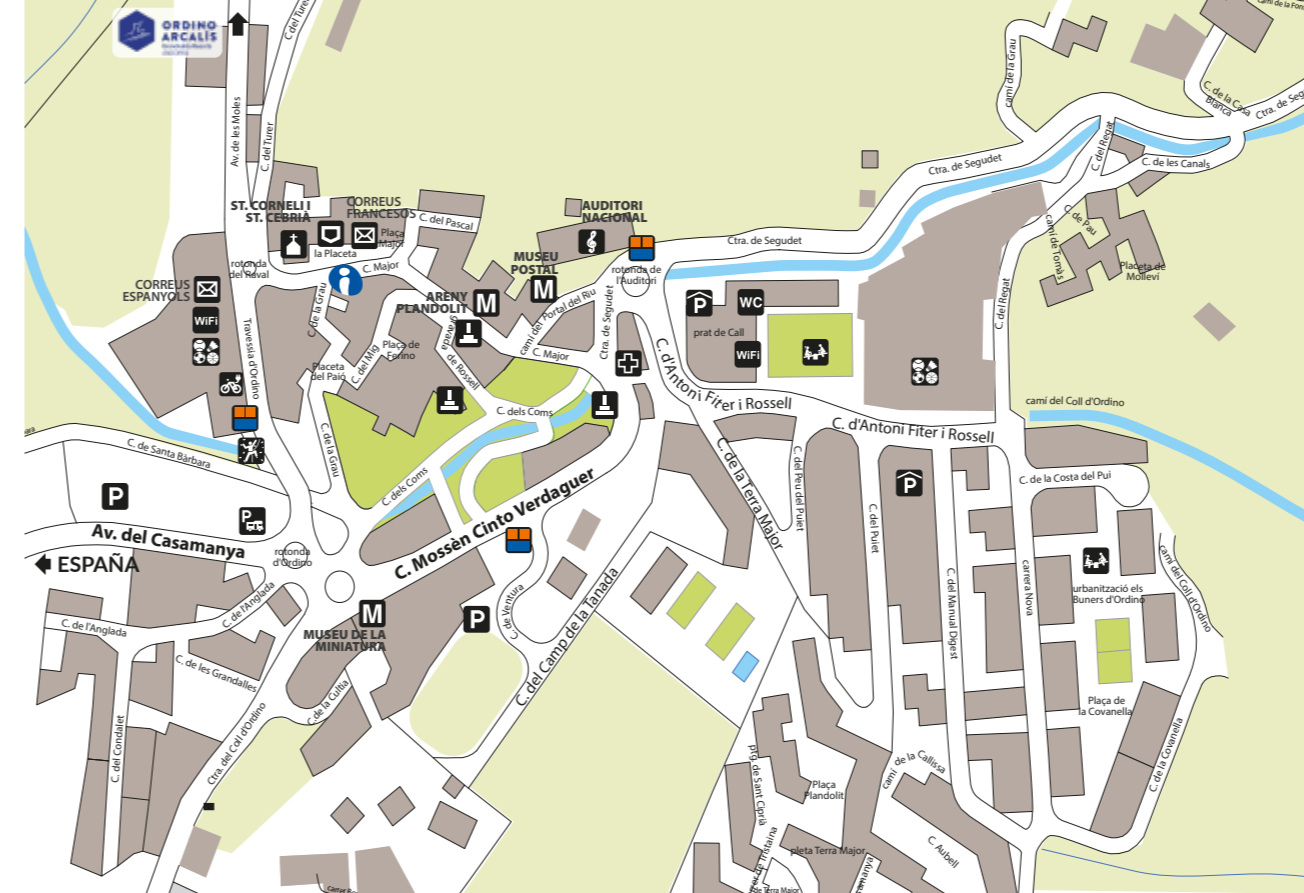 ORDINO
ARCALÍS
C. del Turer
camí de la Grau
C. de la Casa
Blanca
Av. de les Moles
C. del Turer
Ctra. de Segudet
C. del Regat
C. de les Canals
ST. CORNELI I
ST. CEBRIÀ
CORREUS
FRANCESOS
C. del Pascal
AUDITORI
NACIONAL
C. de Pau
camí de Tomàs
Plaça
Major
la Placeta
Ctra. de Segudet
rotonda
del Raval
C. Major
MUSEU
POSTAL
rotonda de
l'Auditori
Placeta de
Mollevi
CORREUS
ESPANYOLS
C. de la Grau
ARENY
PLANDOLIT
M
M
camí del Portal del Riu
Ctra. de Segudet
P
WC
C. del Regat
WiFi
Travessia d'Ordino
prat de Call
gravada
de Rossell
Plaça de
Ferino
C. del Mig
C. Major
WiFi
Placeta
del Paió
C. d'Antoni Fiter i Rossell
C. dels Coms
camí del Coll d'Ordino
C. de Santa Bàrbara
C. de la Grau
C. d'Antoni Fiter i Rossell
C. dels Coms
C. de la Terra Major
C. del Peu del Puiet
P
C. de la Costa del Pui
P
P
C. Mossèn Cinto Verdaguer
C. del Puiet
Av. del Casamanya
rotonda
d'Ordino
ESPAÑA
camí del Coll d'Ordino
C. de l'Anglada
C. de l'Anglada
M
MUSEU DE LA
MINIATURA
P
C. de Ventura
C. del Camp de la Tanada
C. del Manual Digest
carrera Nova
urbanització els
Buners d'Ordino
C. de les Grandalles
C. de la Cultia
Plaça de
la Covanella
C. del Condalet
Ctra. del Coll d'Ordino
C. de la Covanella
plç. de Sant Ciprià
Plaça
Plandolit
camí
de la Callissa
pleta Terra Major
C. Aubell
de Terra Major